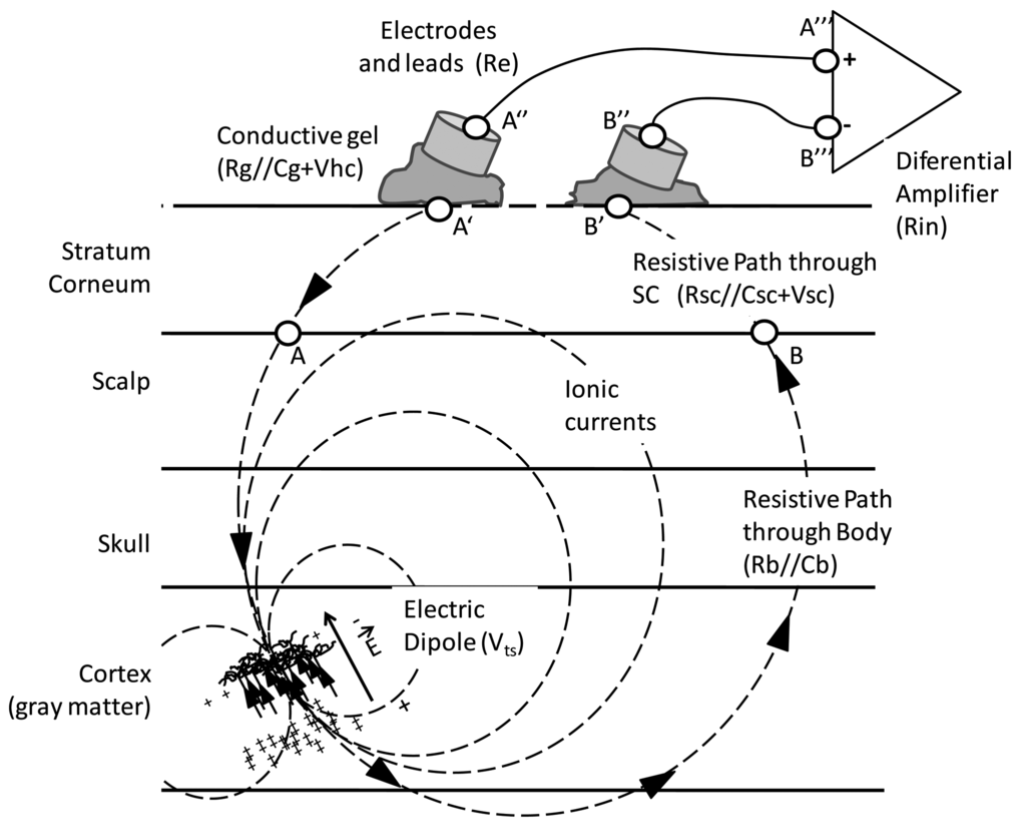 Electrodes
and leads (Re)
A'''
+
A''
B''
-
B'''
Conductive gel
(Rg//Cg+Vhc)
Diferential
Amplifier
(Rin)
A'
B'
Stratum
Corneum
Resistive Path through
SC (Rsc//Csc+Vsc)
A
B
Scalp
Ionic
currents
Skull
Resistive Path
through Body
(Rb//Cb)
Electric
Dipole (Vts)
E
Cortex
(gray matter)